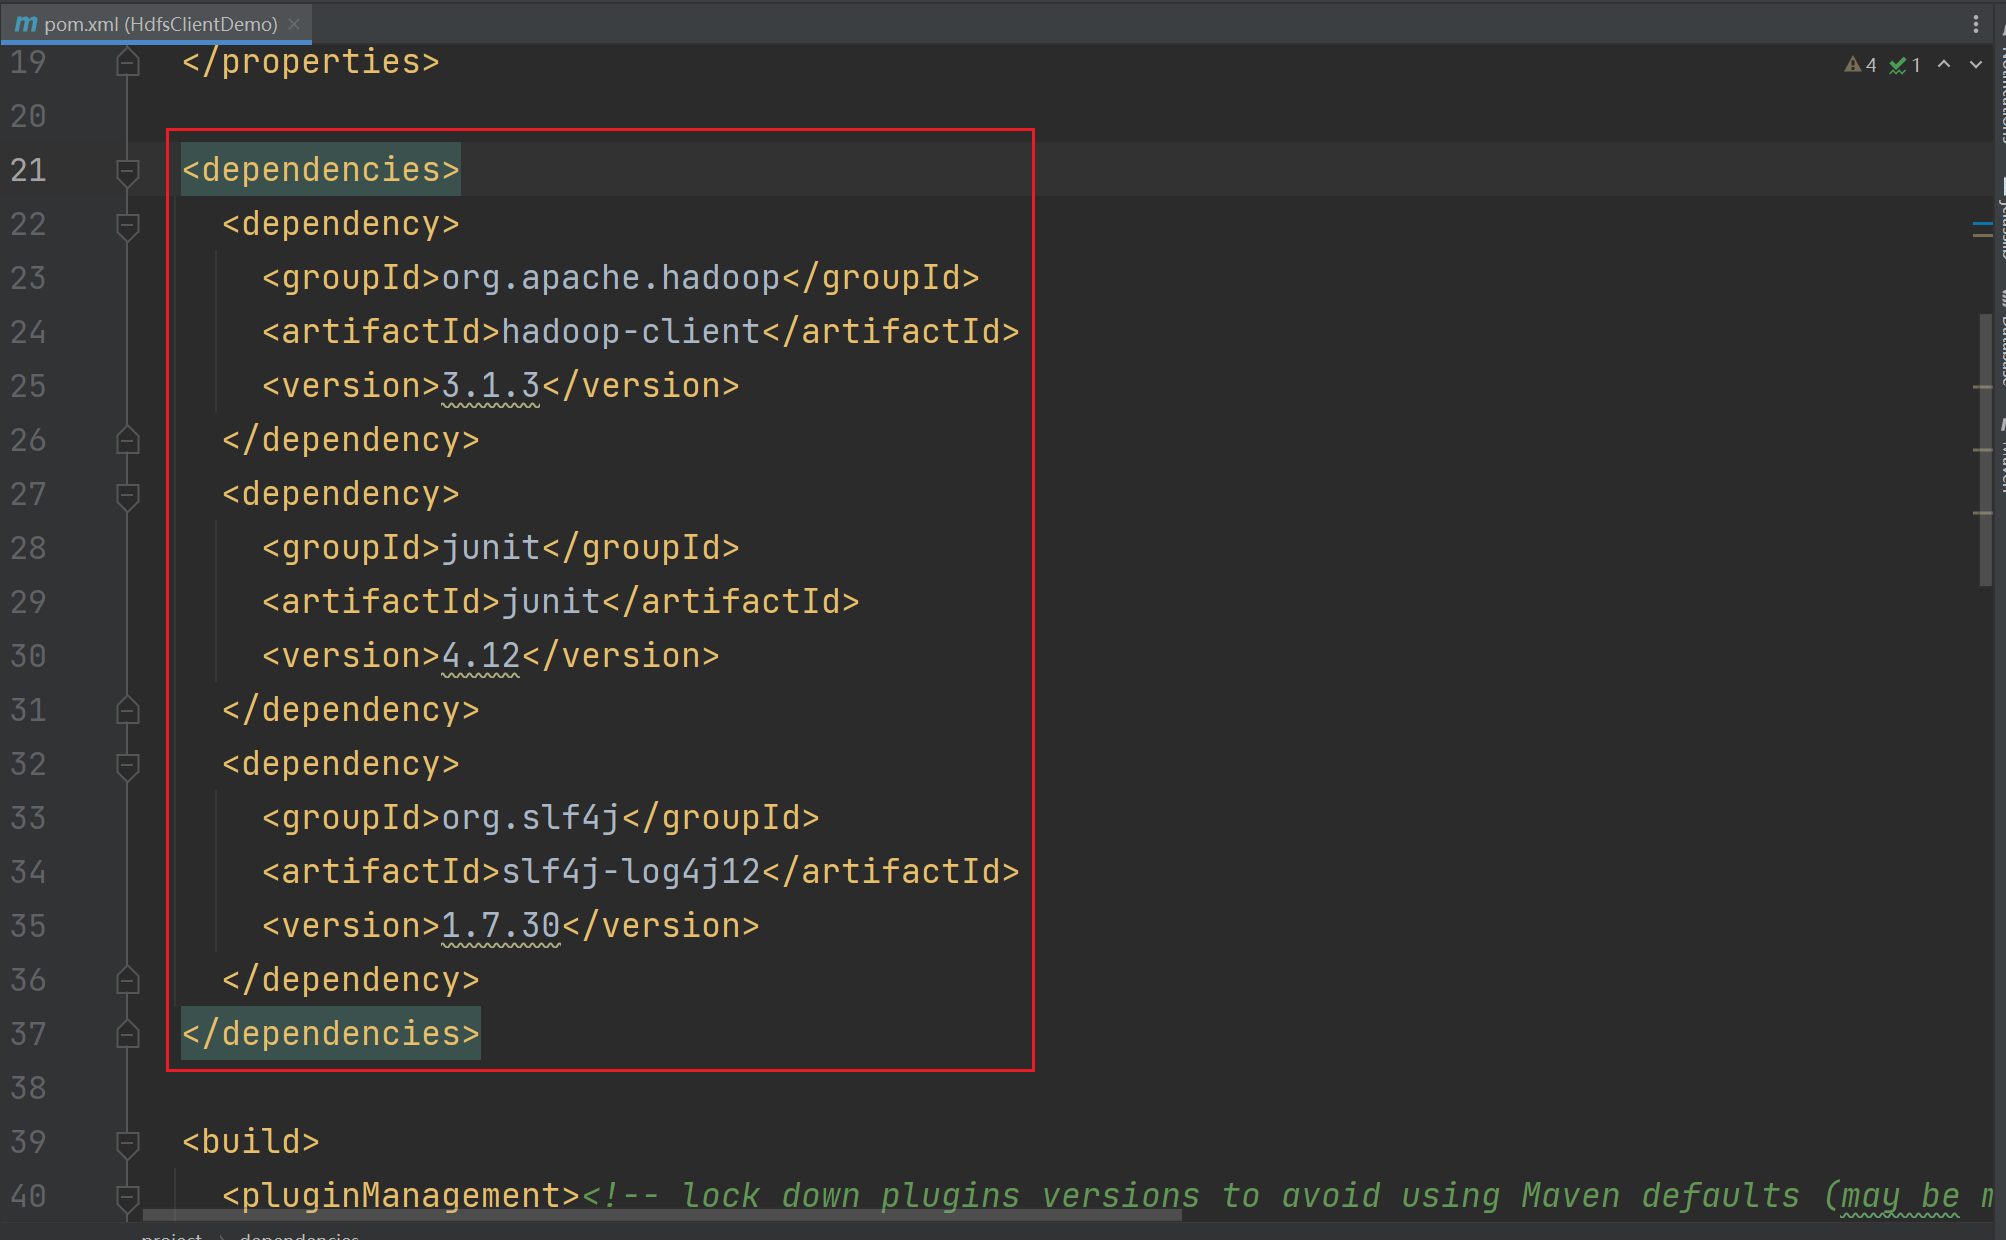 m pom.xml (HdfsClientDemo)
19 </properties>
4 1
20
21 <dependencies>
22 <dependency>
23 <groupId>org.apache.hadoop</groupId>
24 <artifactId>hadoop-client</artifactId>
25 <version>3.1.3</version>
26 </dependency>
27 <dependency>
28 <groupId>junit</groupId>
29 <artifactId>junit</artifactId>
30 <version>4.12</version>
31 </dependency>
32 <dependency>
33 <groupId>org.slf4j</groupId>
34 <artifactId>slf4j-log4j12</artifactId>
35 <version>1.7.30</version>
36 </dependency>
37 </dependencies>
38
39 <build>
40 <pluginManagement><!-- lock down plugins versions to avoid using Maven defaults (may be m
project > dependencies